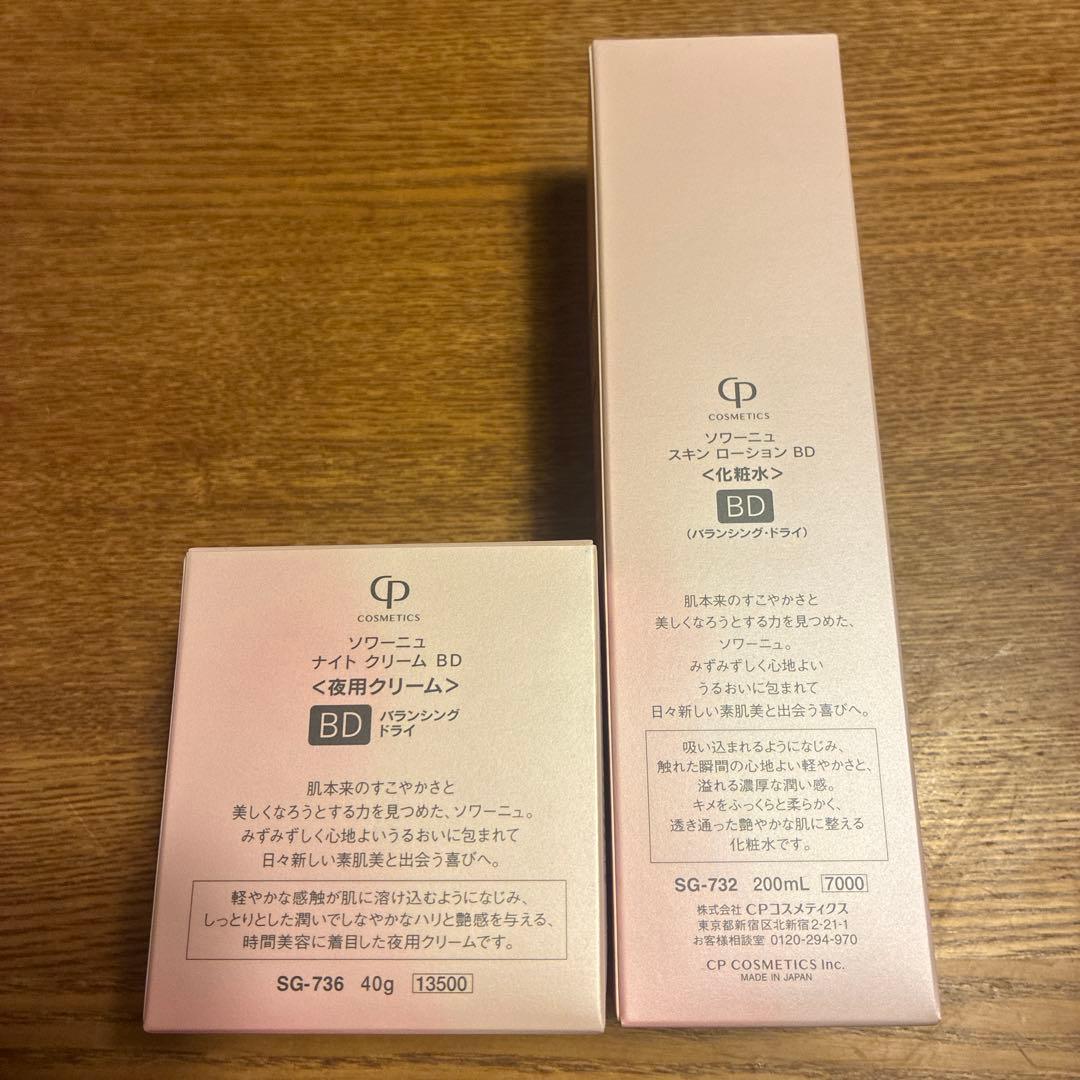 CP
COSMETICS
ソワーニュ
ナイト クリーム BD
<夜用クリーム>
BD バランシング
ドライ
肌本来のすこやかさと
美しくなろうとする力を見つめた、ソワーニュ。
みずみずしく心地よいうるおいに包まれて
日々新しい素肌美と出会う喜びへ。
軽やかな感触が肌に溶け込むようになじみ、
しっとりとした潤いでしなやかなハリと艶感を与える、
時間美容に着目した夜用クリームです。
SG-736 40g 13500
CP
COSMETICS
ソワーニュ
スキン ローション BD
<化粧水>
BD
(バランシング・ドライ)
肌本来のすこやかさと
美しくなろうとする力を見つめた、
ソワーニュ。
みずみずしく心地よい
うるおいに包まれて
日々新しい素肌美と出会う喜びへ。
吸い込まれるようになじみ、
触れた瞬間の心地よい軽やかさと、
溢れる濃厚な潤い感。
キメをふっくらと柔らかく、
透き通った艶やかな肌に整える
化粧水です。
SG-732 200mL 7000
株式会社 CPコスメティクス
東京都新宿区北新宿2-21-1
お客様相談室 0120-294-970
CP COSMETICS Inc.
MADE IN JAPAN